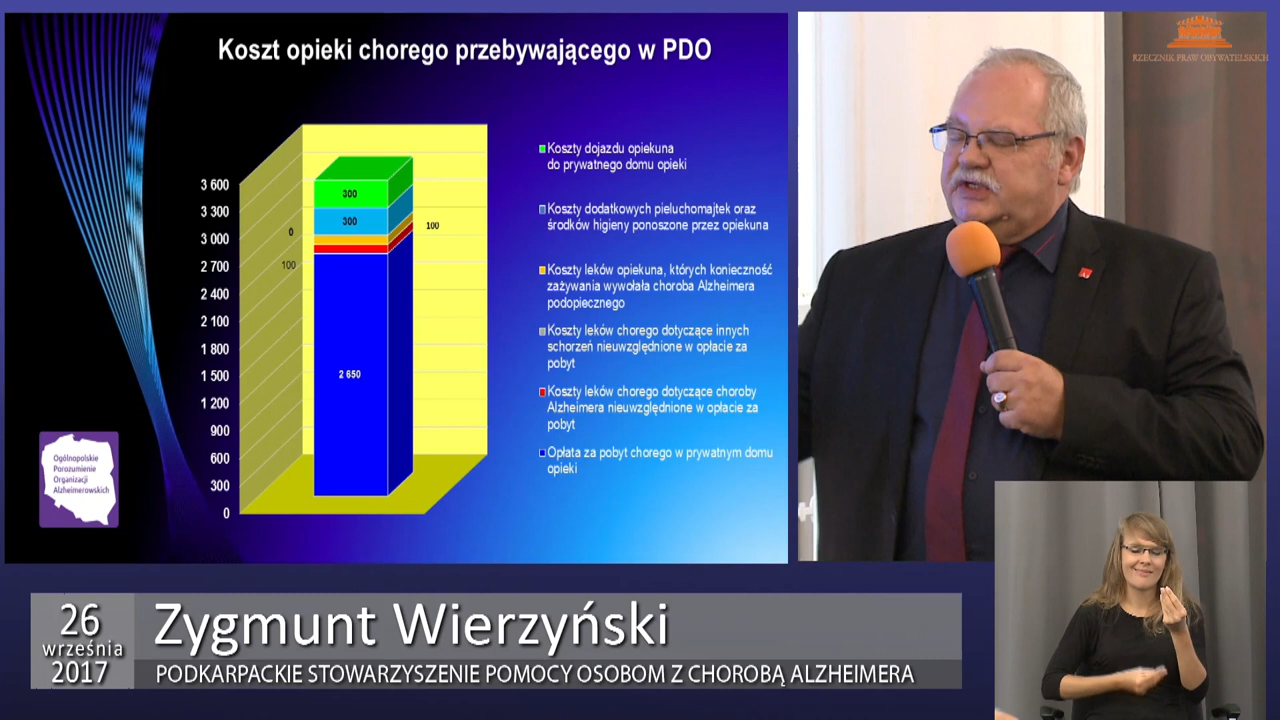 Koszt opieki chorego przebywającego w PDO
3 600
3 300
3 000
2 700
2 400
2 100
1 800
1 500
1 200
900
600
300
0
0
100
300
300
100
2 650
Koszty dojazdu opiekuna
do prywatnego domu opieki
Koszty dodatkowych pieluchomajtek oraz
środków higieny ponoszone przez opiekuna
Koszty leków opiekuna, których konieczność
zażywania wywołała choroba Alzheimera
podopiecznego
Koszty leków chorego dotyczące innych
schorzeń nieuwzględnione w opłacie za
pobyt
Koszty leków chorego dotyczące choroby
Alzheimera nieuwzględnione w opłacie za
pobyt
Opłata za pobyt chorego w prywatnym domu
opieki
Ogólnopolskie
Porozumienie
Organizacji
Alzheimerowskich
RZECZNIK PRAW OBYWATELSKICH
26
września
2017
Zygmunt Wierzyński
PODKARPACKIE STOWARZYSZENIE POMOCY OSOBOM Z CHOROBĄ ALZHEIMERA